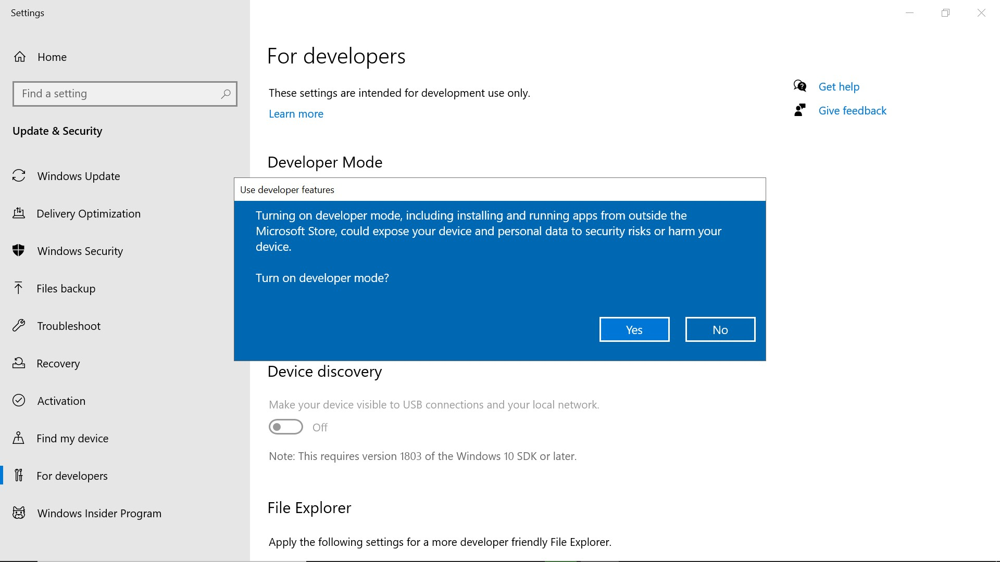 Settings
Home
Find a setting
Update & Security
Windows Update
Delivery Optimization
Windows Security
Files backup
Troubleshoot
Recovery
Activation
Find my device
For developers
Windows Insider Program
For developers
These settings are intended for development use only.
Learn more
Get help
Give feedback
Developer Mode
Use developer features
Turning on developer mode, including installing and running apps from outside the
Microsoft Store, could expose your device and personal data to security risks or harm your
device.
Turn on developer mode?
Yes
No
Device discovery
Make your device visible to USB connections and your local network.
Off
Note: This requires version 1803 of the Windows 10 SDK or later.
File Explorer
Apply the following settings for a more developer friendly File Explorer.